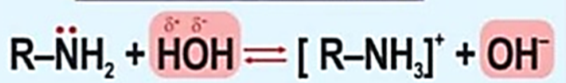 δ⁺ δ⁻
R–N̈H₂ + HOH ⇌ [ R–NH₃]⁺ + OH⁻